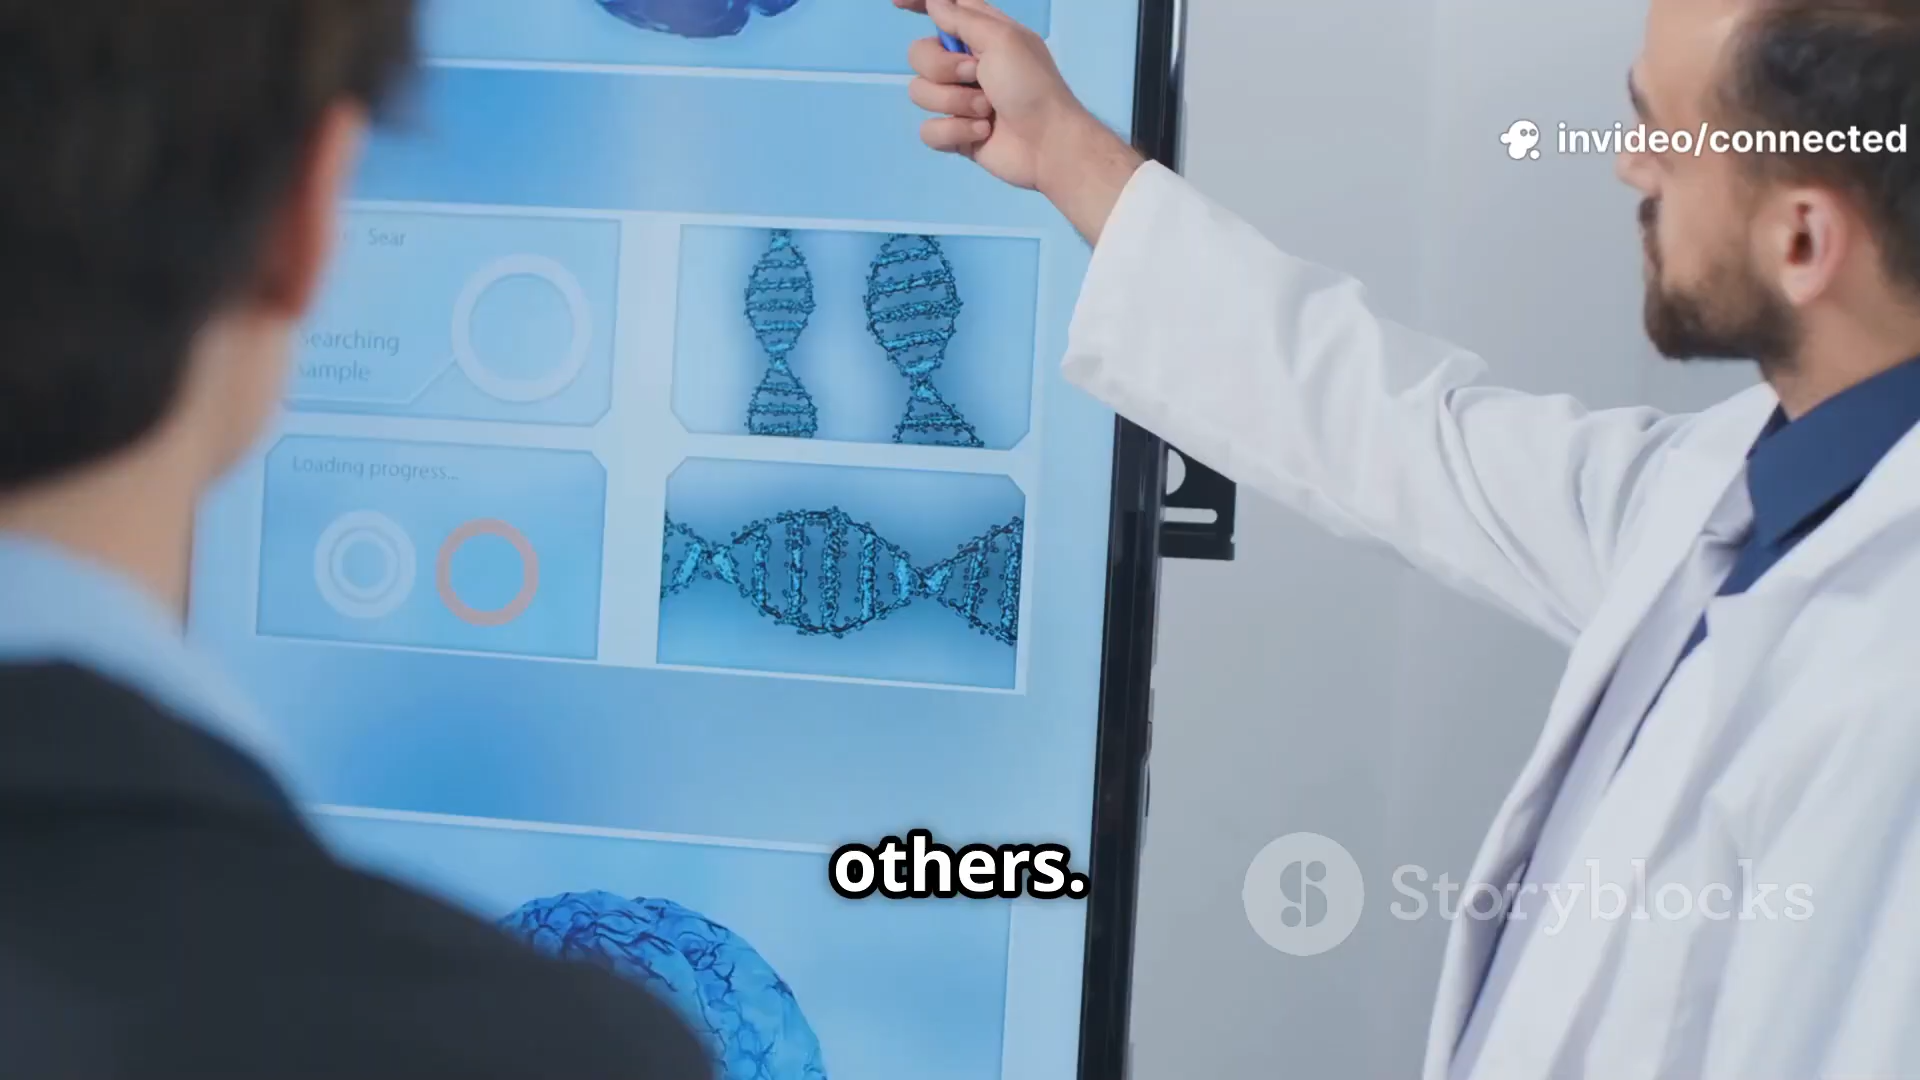 invideo/connected
Sear
Searching
sample
Loading progress...
others.
Storyblocks